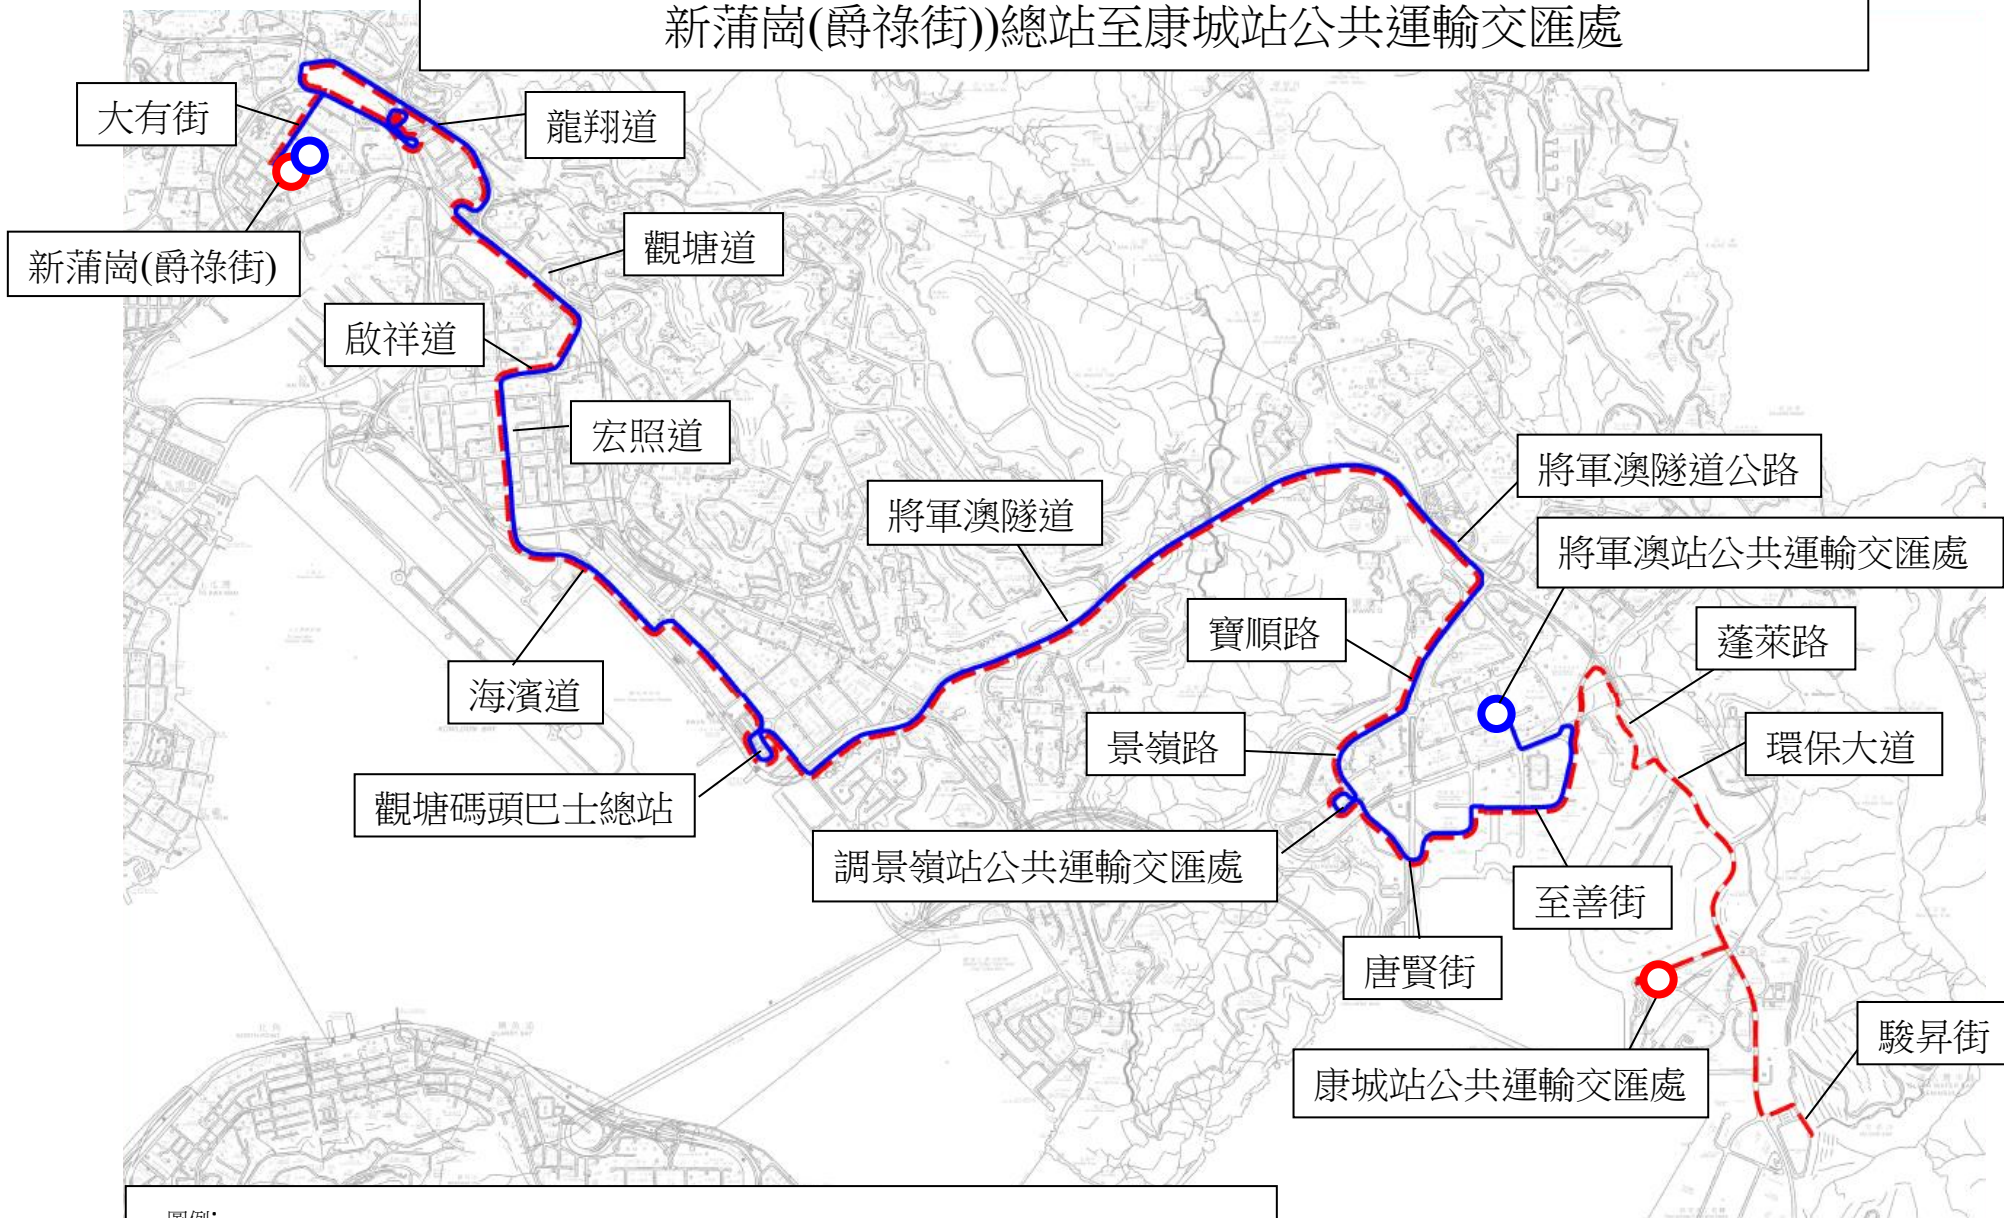 新蒲崗(爵祿街))總站至康城站公共運輸交匯處
大有街
龍翔道
新蒲崗(爵祿街)
觀塘道
啟祥道
宏照道
將軍澳隧道公路
將軍澳隧道
將軍澳站公共運輸交匯處
寶順路
蓬萊路
海濱道
景嶺路
環保大道
觀塘碼頭巴士總站
調景嶺站公共運輸交匯處
至善街
唐賢街
駿昇街
康城站公共運輸交匯處
圖例: